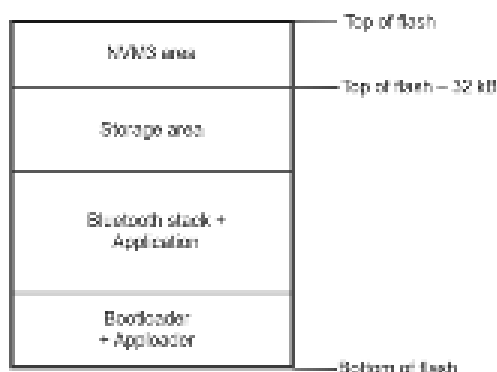 Top of flash
NVM3 area
Top of flash – 32 kB
Storage area
Bluetooth stack +
Application
Bootloader
+ Apploader
Bottom of flash